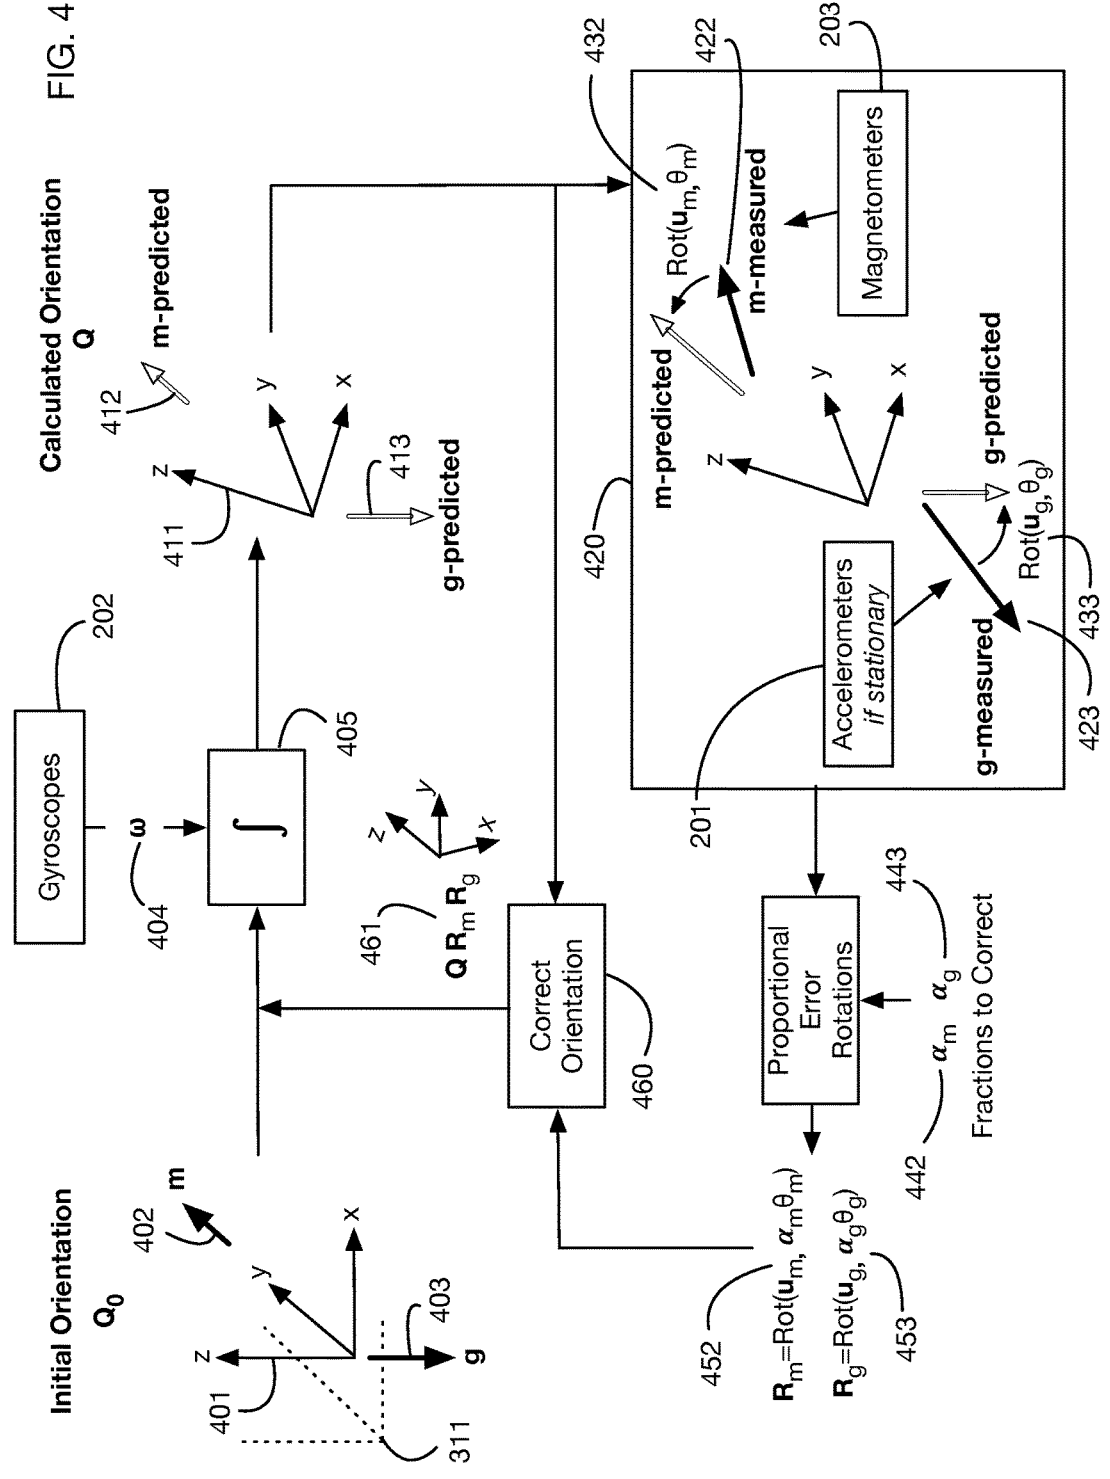 FIG. 4
Initial Orientation
Q0
z
y
x
m
g
401
402
403
311
Gyroscopes
202
ω
404
∫
405
Calculated Orientation
Q
m-predicted
412
z
y
x
411
413
g-predicted
461
Q Rm Rg
z
y
x
Correct
Orientation
460
420
432
422
203
m-predicted
Rot(um,θm)
m-measured
Magnetometers
z
y
x
201
Accelerometers
if stationary
g-predicted
Rot(ug,θg)
g-measured
433
423
Proportional
Error
Rotations
443
αm αg
442
Fractions to Correct
452
Rm=Rot(um, αmθm)
Rg=Rot(ug, αgθg)
453